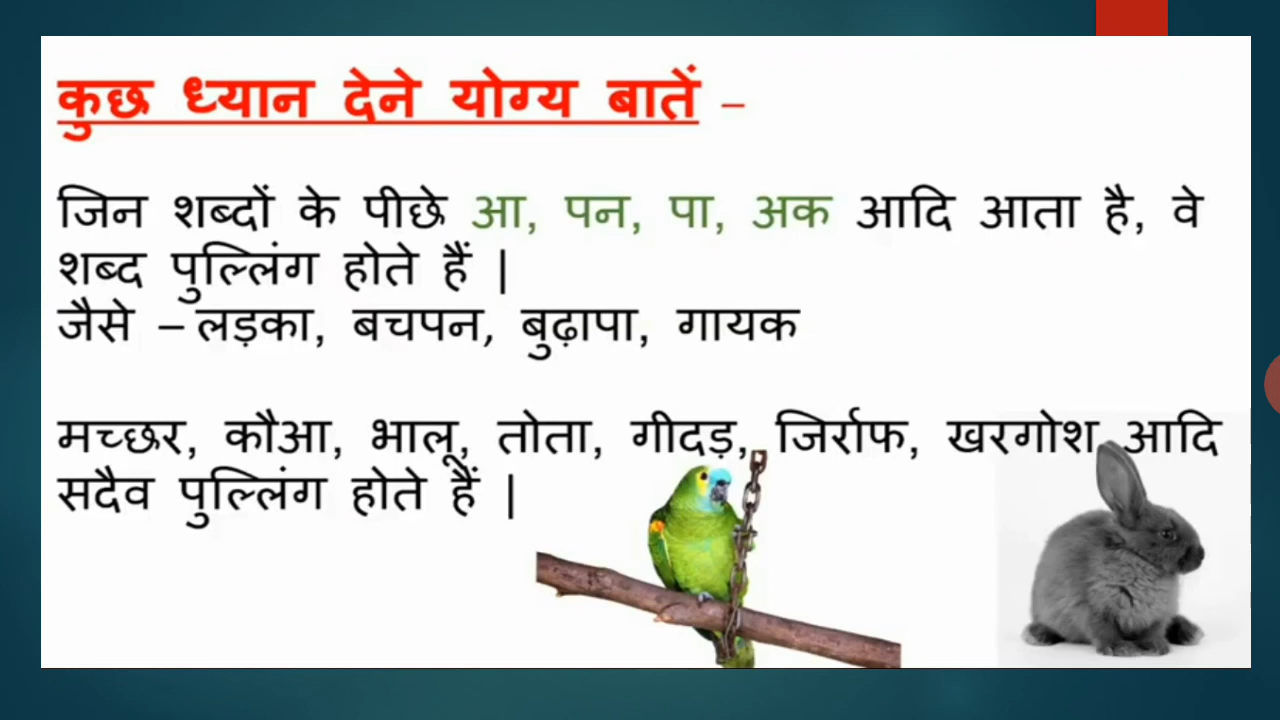 कुछ ध्यान देने योग्य बातें –
जिन शब्दों के पीछे आ, पन, पा, अक आदि आता है, वे
शब्द पुल्लिंग होते हैं |
जैसे – लड़का, बचपन, बुढ़ापा, गायक
मच्छर, कौआ, भालू, तोता, गीदड़, जिर्राफ, खरगोश आदि
सदैव पुल्लिंग होते हैं |